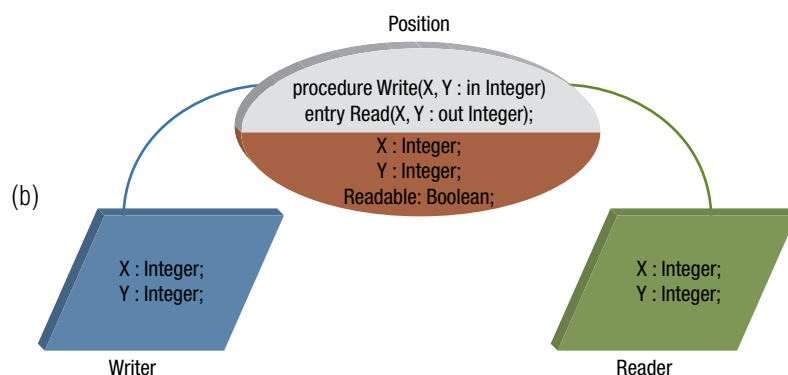 Position
procedure Write(X, Y : in Integer)
entry Read(X, Y : out Integer);
X : Integer;
Y : Integer;
Readable: Boolean;
(b)
X : Integer;
Y : Integer;
X : Integer;
Y : Integer;
Writer
Reader